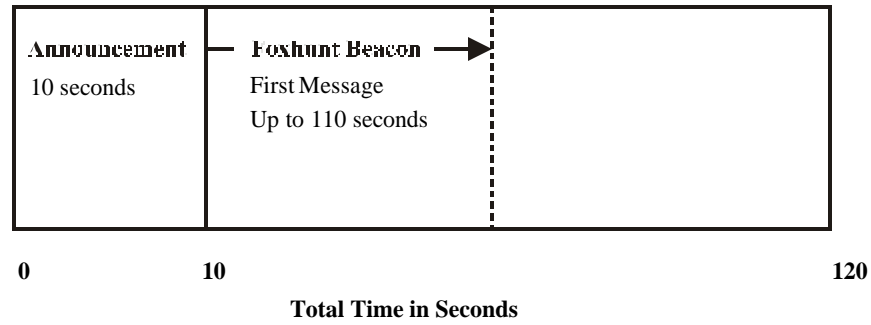 Announcement
10 seconds
Foxhunt Beacon
First Message
Up to 110 seconds
0 10 120
Total Time in Seconds